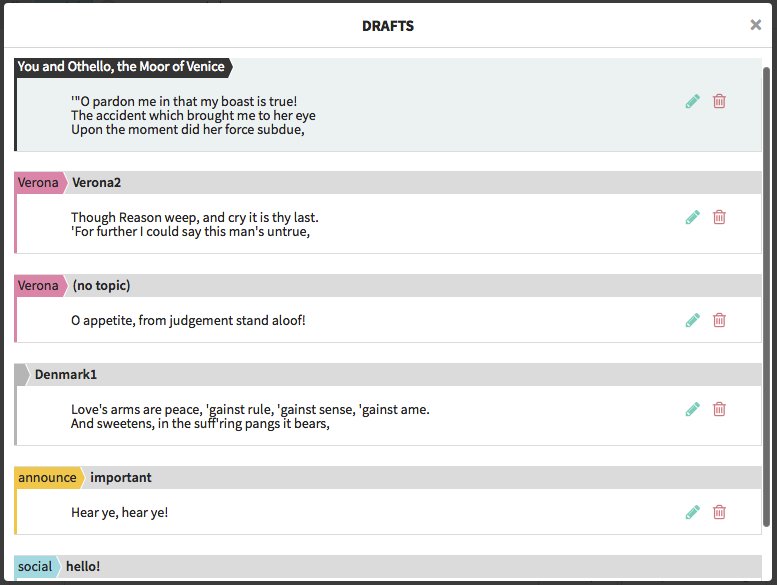 DRAFTS
×
You and Othello, the Moor of Venice
'"O pardon me in that my boast is true!
The accident which brought me to her eye
Upon the moment did her force subdue,
Verona Verona2
Though Reason weep, and cry it is thy last.
'For further I could say this man's untrue,
Verona (no topic)
O appetite, from judgement stand aloof!
Denmark1
Love's arms are peace, 'gainst rule, 'gainst sense, 'gainst ame.
And sweetens, in the suff'ring pangs it bears,
announce important
Hear ye, hear ye!
social hello!